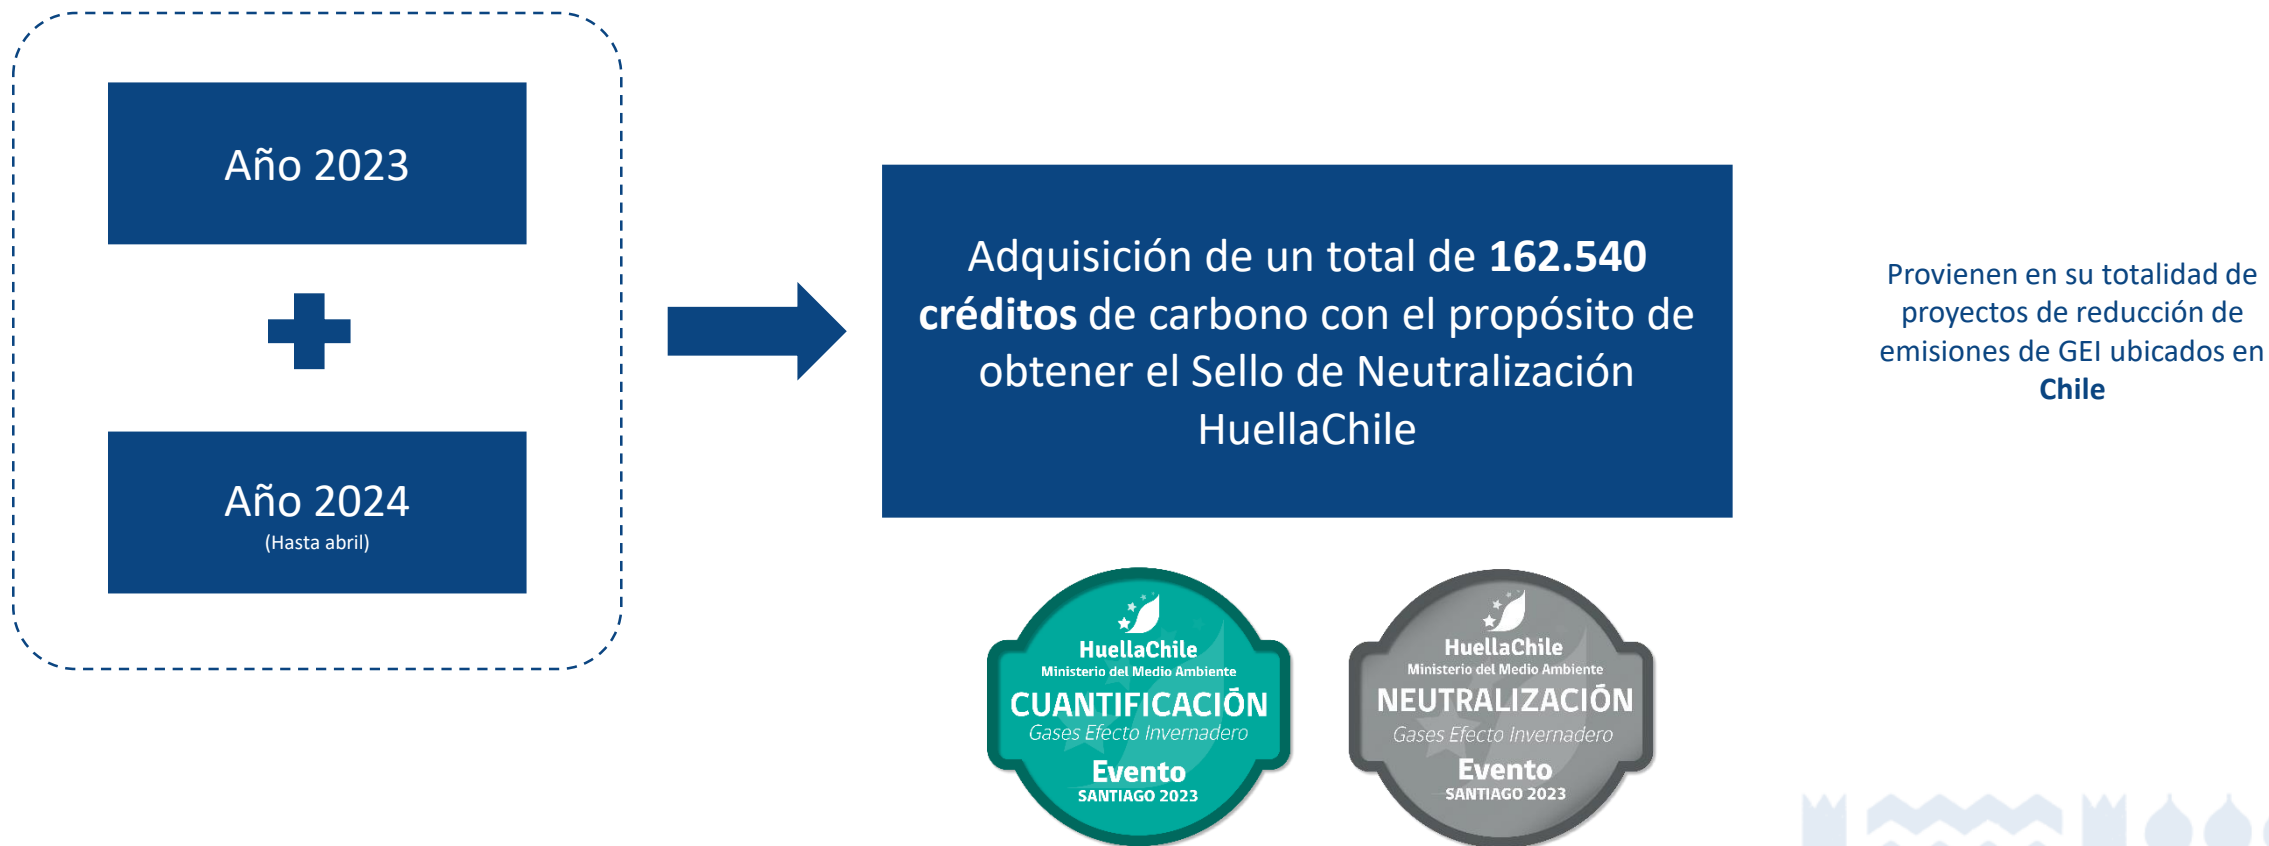 Año 2023
Año 2024
(Hasta abril)
Adquisición de un total de 162.540
créditos de carbono con el propósito de
obtener el Sello de Neutralización
HuellaChile
Provienen en su totalidad de
proyectos de reducción de
emisiones de GEI ubicados en
Chile
HuellaChile
Ministerio del Medio Ambiente
CUANTIFICACIÓN
Gases Efecto Invernadero
Evento
SANTIAGO 2023
HuellaChile
Ministerio del Medio Ambiente
NEUTRALIZACIÓN
Gases Efecto Invernadero
Evento
SANTIAGO 2023